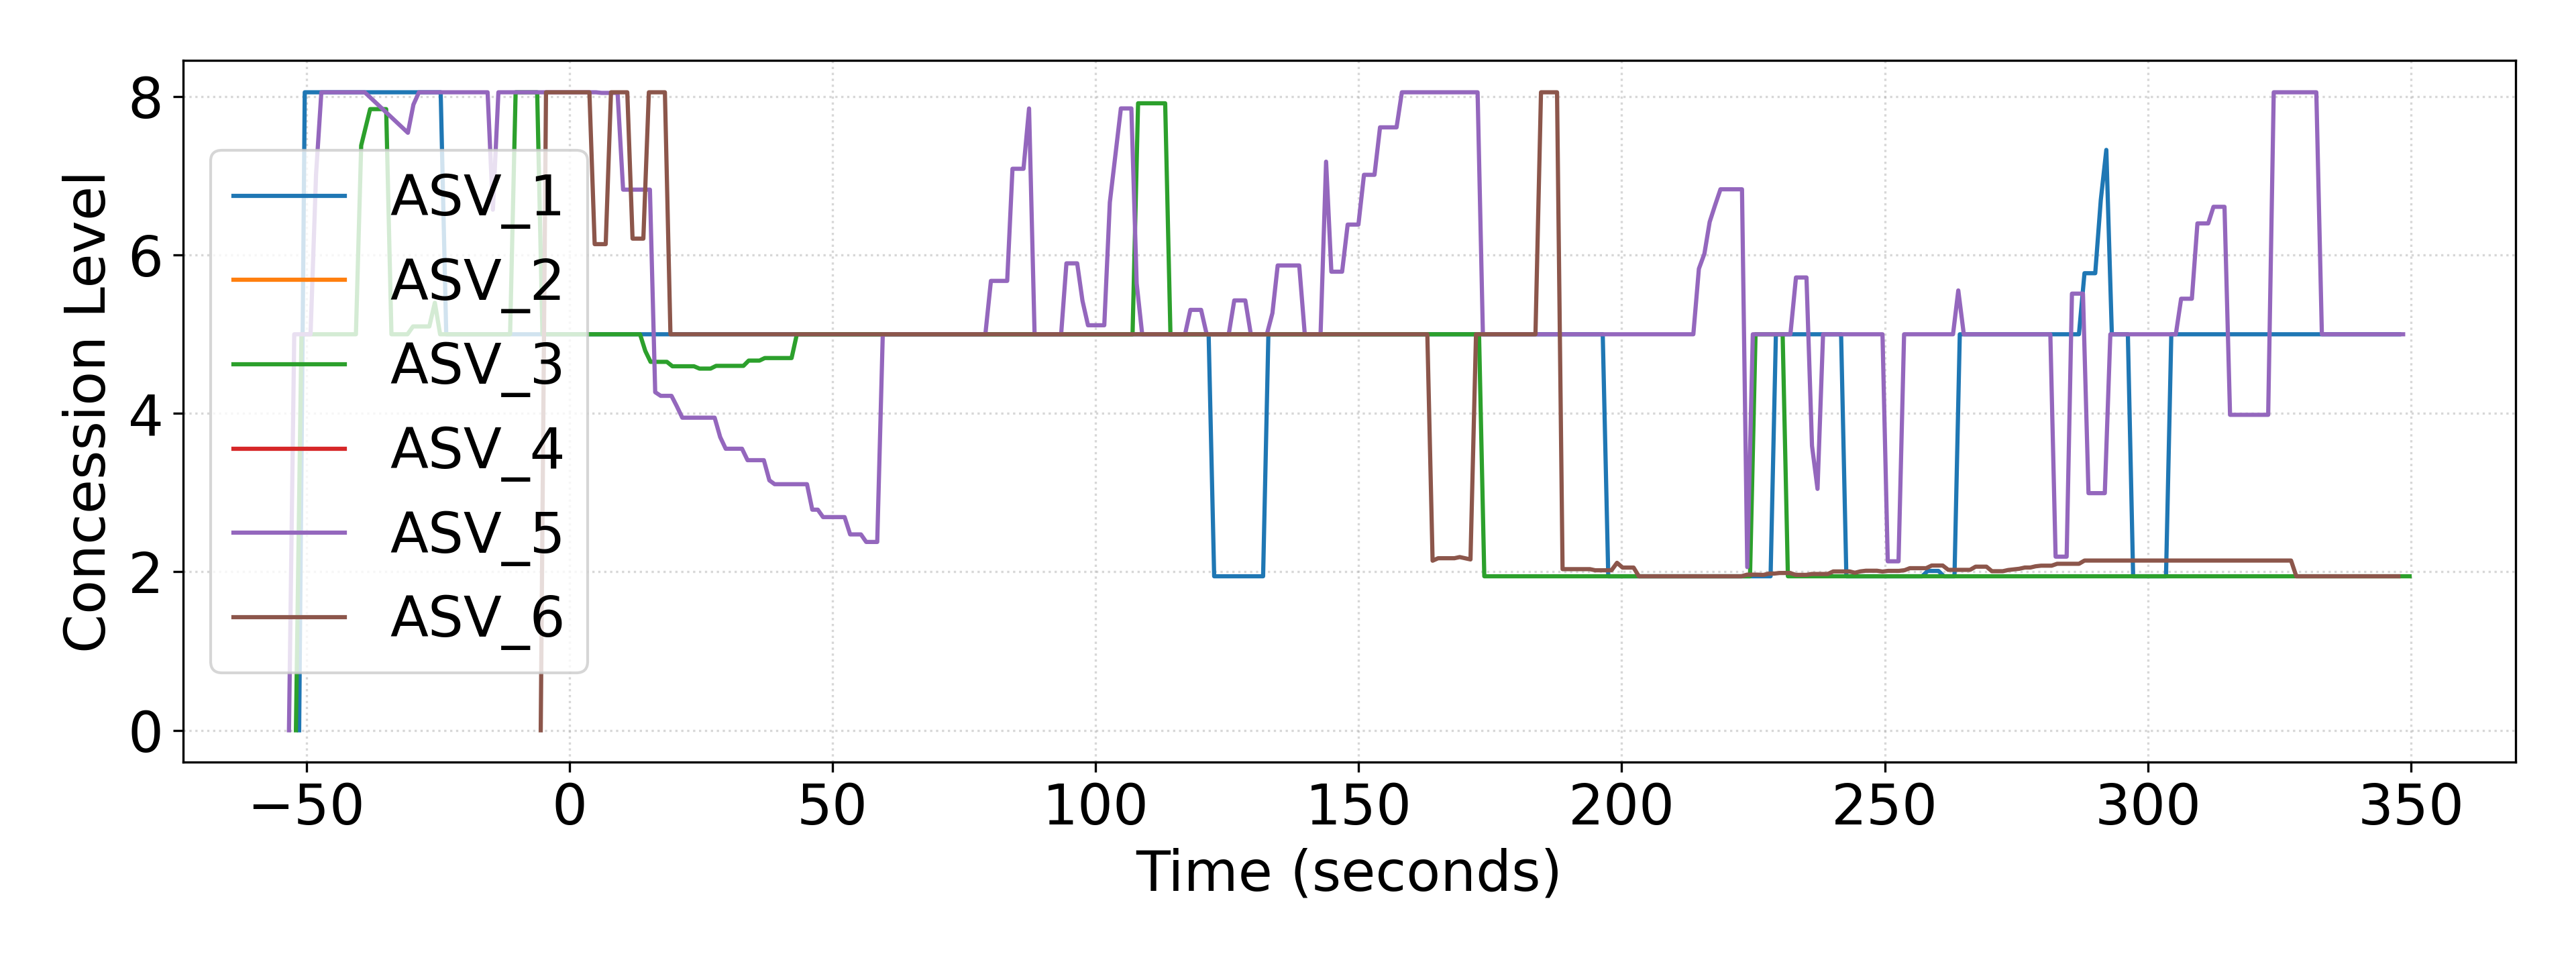 8
6
4
2
0
Concession Level
ASV_1
ASV_2
ASV_3
ASV_4
ASV_5
ASV_6
−50 0 50 100 150 200 250 300 350
Time (seconds)